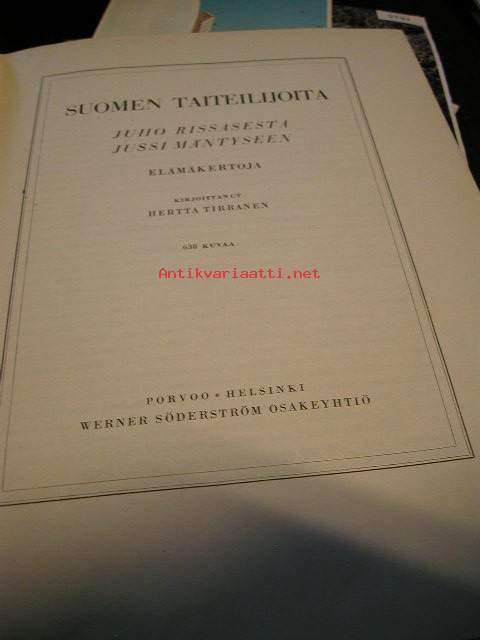 SUOMEN TAITEILIJOITA
JUHO RISSASESTA
JUSSI MÄNTYSEEN
ELÄMÄKERTOJA
KIRJOITTANUT
HERTTA TIRRANEN
638 KUVAA
Antikvariaatti.net
PORVOO • HELSINKI
WERNER SÖDERSTRÖM OSAKEYHTIÖ